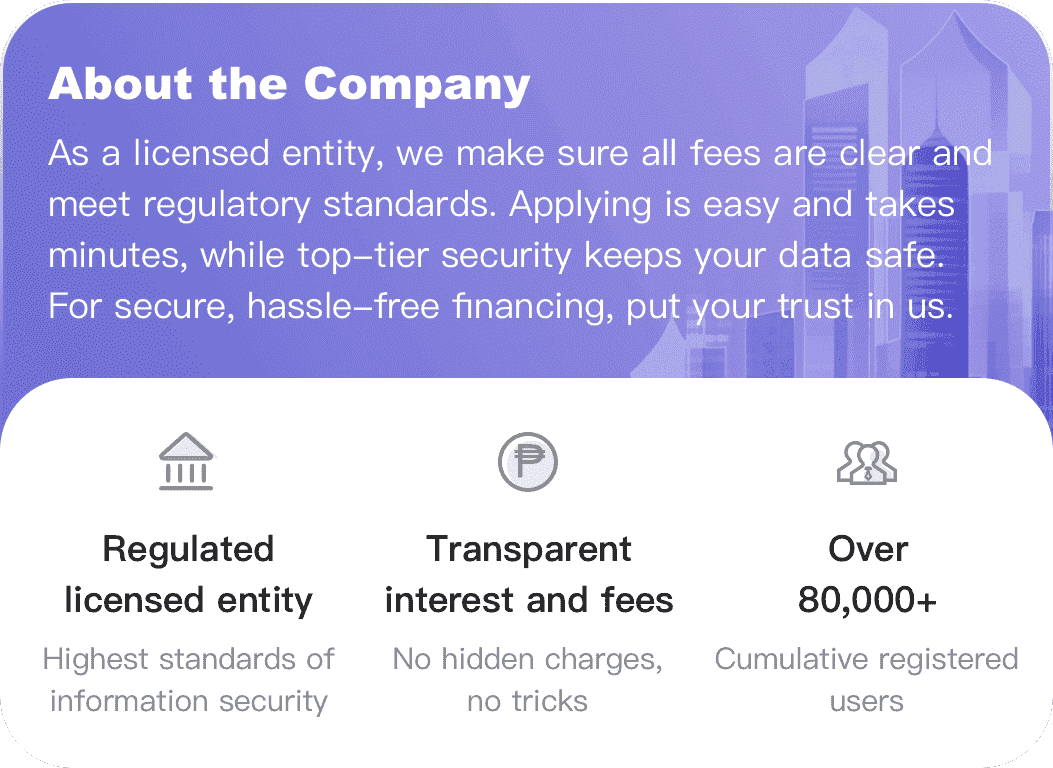 About the Company
As a licensed entity, we make sure all fees are clear and
meet regulatory standards. Applying is easy and takes
minutes, while top–tier security keeps your data safe.
For secure, hassle–free financing, put your trust in us.
₱
Regulated
licensed entity
Highest standards of
information security
Transparent
interest and fees
No hidden charges,
no tricks
Over
80,000+
Cumulative registered
users